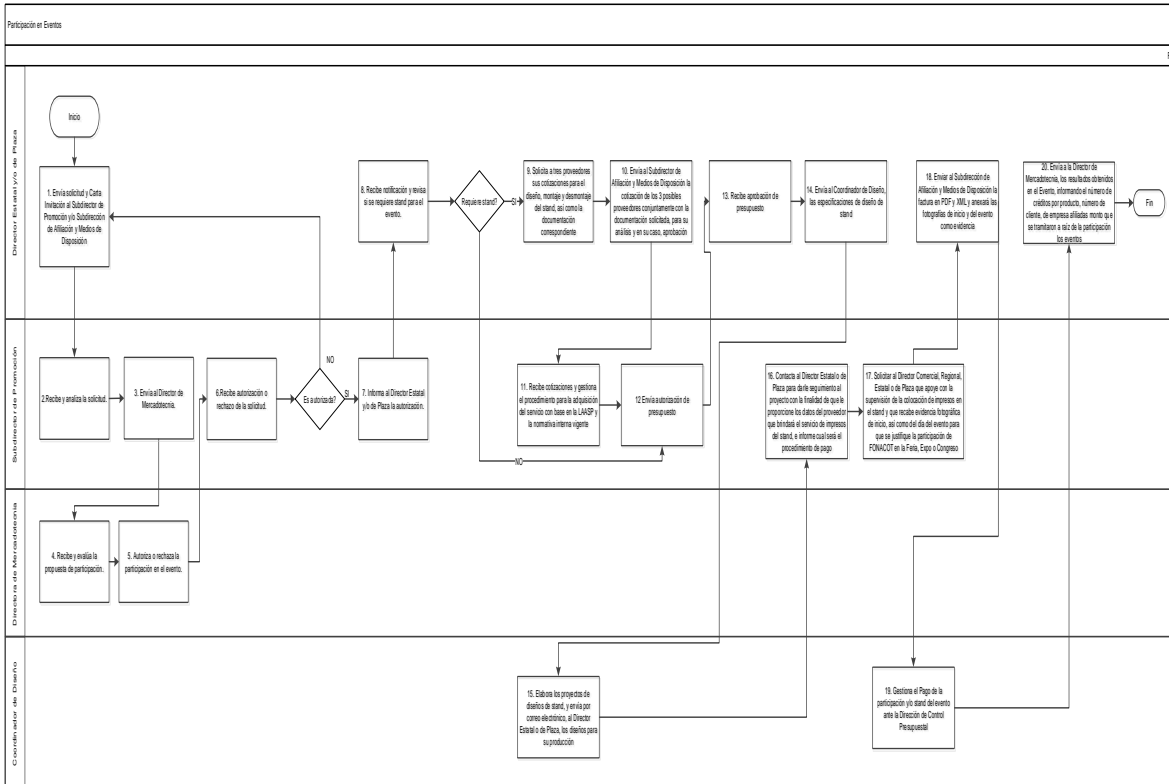 Participación en Eventos
F
Director Estatal y/o de Plaza
Inicio
1. Envía solicitud y Carta
Invitación al Subdirector de
Promoción y/o Subdirección
de Afiliación y Medios de
Disposición
8. Recibe notificación y revisa
si se requiere stand para el
evento.
Requiere stand?
SI
9. Solicita a tres proveedores
sus cotizaciones para el
diseño, montaje y desmontaje
del stand, así como la
documentación
correspondiente
10. Envía al Subdirector de
Afiliación y Medios de Disposición la
cotización de los 3 posibles
proveedores conjuntamente con la
documentación solicitada, para su
análisis y en su caso, aprobación
13. Recibe aprobación de
presupuesto
14. Envía al Coordinador de Diseño,
las especificaciones de diseño de
stand
18. Enviar al Subdirección de
Afiliación y Medios de Disposición la
factura en PDF y XML y anexará las
fotografías de inicio y del evento
como evidencia
20. Envía a la Director de
Mercadotecnia, los resultados obtenidos
en el Evento, informando el número de
créditos por producto, número de
cliente, de empresa afiliadas monto que
se tramitaron a raíz de la participación
los eventos
Fin
Subdirector de Promoción
2.Recibe y analiza la solicitud.
3. Envía al Director de
Mercadotecnia.
6.Recibe autorización o
rechazo de la solicitud.
NO
Es autorizada?
SI
7. Informa al Director Estatal
y/o de Plaza la autorización.
11. Recibe cotizaciones y gestiona
el procedimiento para la adquisición
del servicio con base en la LAASP y
la normativa interna vigente
12 Envía autorización de
presupuesto
NO
16. Contacta al Director Estatal o de
Plaza para darle seguimiento al
proyecto con la finalidad de que le
proporcione los datos del proveedor
que brindará el servicio de impresos
del stand, e informe cual será el
procedimiento de pago
17. Solicitar al Director Comercial, Regional,
Estatal o de Plaza que apoye con la
supervisión de la colocación de impresos en
el stand y que recabe evidencia fotográfica
de inicio, así como del día del evento para
que se justifique la participación de
FONACOT en la Feria, Expo o Congreso
Directora de Mercadotecnia
4. Recibe y evalúa la
propuesta de participación.
5. Autoriza o rechaza la
participación en el evento.
Coordinador de Diseño
15. Elabora los proyectos de
diseños de stand, y envía por
correo electrónico, al Director
Estatal o de Plaza, los diseños para
su producción
19. Gestiona el Pago de la
participación y/o stand del evento
ante la Dirección de Control
Presupuestal